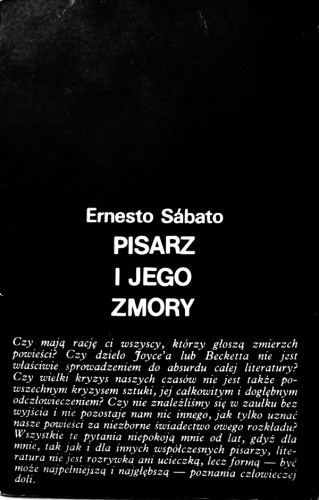 Ernesto Sábato
PISARZ
I JEGO
ZMORY
Czy mają rację ci wszyscy, którzy głoszą zmierzch
powieści? Czy dzieło Joyce'a lub Becketta nie jest
właściwie sprowadzeniem do absurdu całej literatury?
Czy wielki kryzys naszych czasów nie jest także po-
wszechnym kryzysem sztuki, jej całkowitym i dogłębnym
odczłowieczeniem? Czy nie znaleźliśmy się w zaułku bez
wyjścia i nie pozostaje nam nic innego, jak tylko uznać
nasze powieści za niezborne świadectwo owego rozkładu?
Wszystkie te pytania niepokoją mnie od lat, gdyż dla
mnie, tak jak i dla innych współczesnych pisarzy, lite-
ratura nie jest rozrywką ani ucieczką, lecz formą — być
może najpełniejszą i najgłębszą — poznania człowieczej
doli.